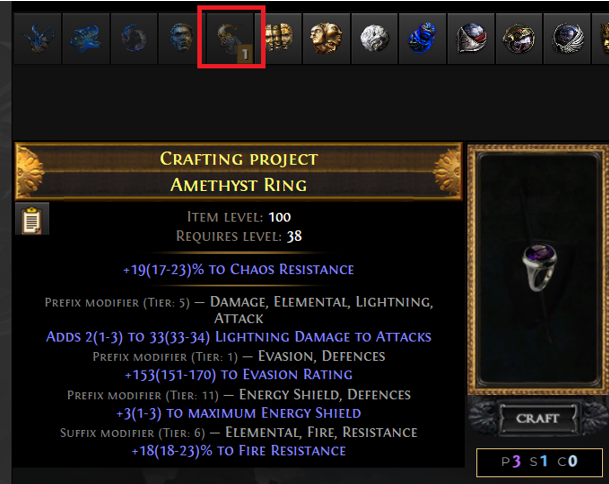 1
Crafting project
Amethyst Ring
Item level: 100
Requires level: 38
+19(17-23)% to Chaos Resistance
Prefix modifier (Tier: 5) — Damage, Elemental, Lightning,
Attack
Adds 2(1-3) to 33(33-34) Lightning Damage to Attacks
Prefix modifier (Tier: 1) — Evasion, Defences
+153(151-170) to Evasion Rating
Prefix modifier (Tier: 11) — Energy Shield, Defences
+3(1-3) to maximum Energy Shield
Suffix modifier (Tier: 6) — Elemental, Fire, Resistance
+18(18-23)% to Fire Resistance
CRAFT
P3 S1 C0